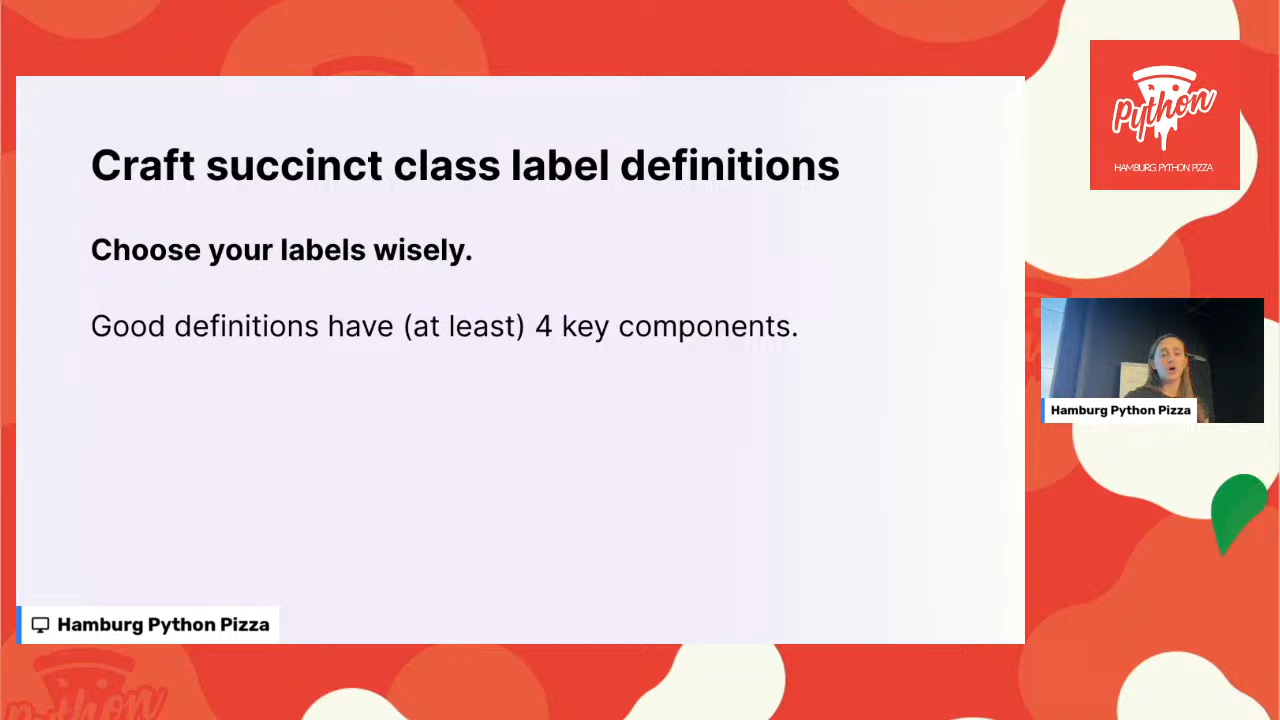 Craft succinct class label definitions
Choose your labels wisely.
Good definitions have (at least) 4 key components.
Hamburg Python Pizza
Python
HAMBURG PYTHON PIZZA
Hamburg Python Pizza
Python